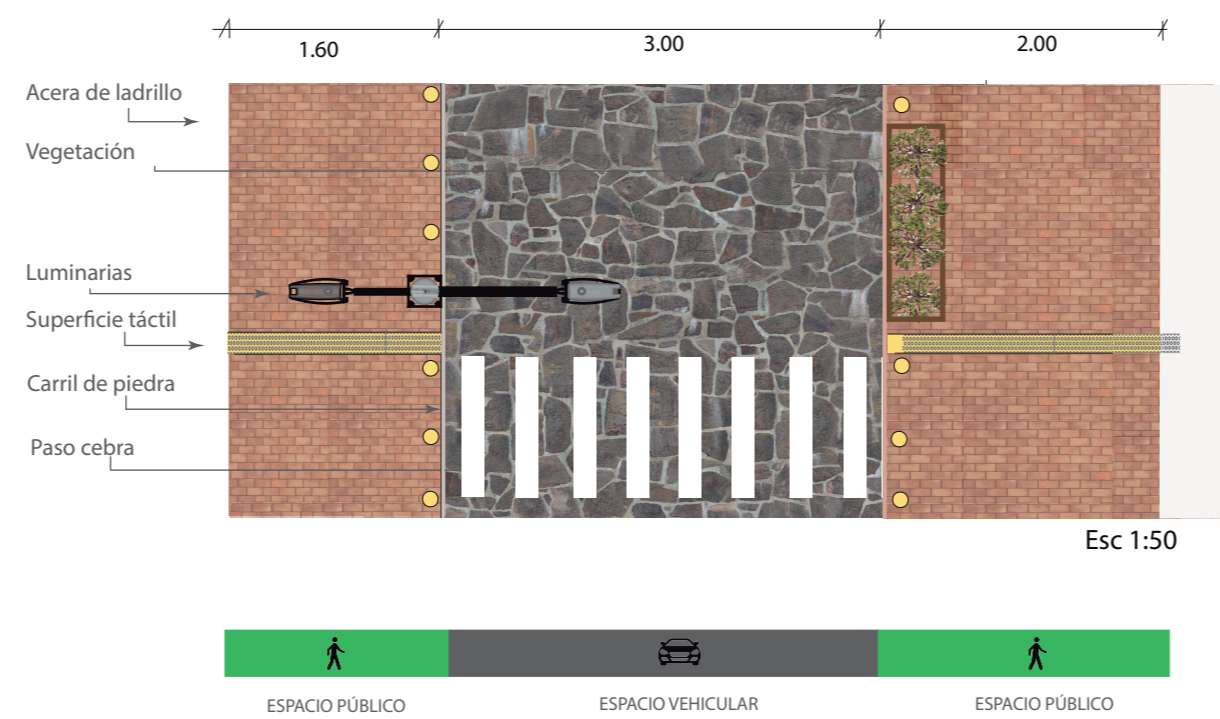 1.60
3.00
2.00
Acera de ladrillo
Vegetación
Luminarias
Superficie táctil
Carril de piedra
Paso cebra
Esc 1:50
ESPACIO PÚBLICO
ESPACIO VEHICULAR
ESPACIO PÚBLICO